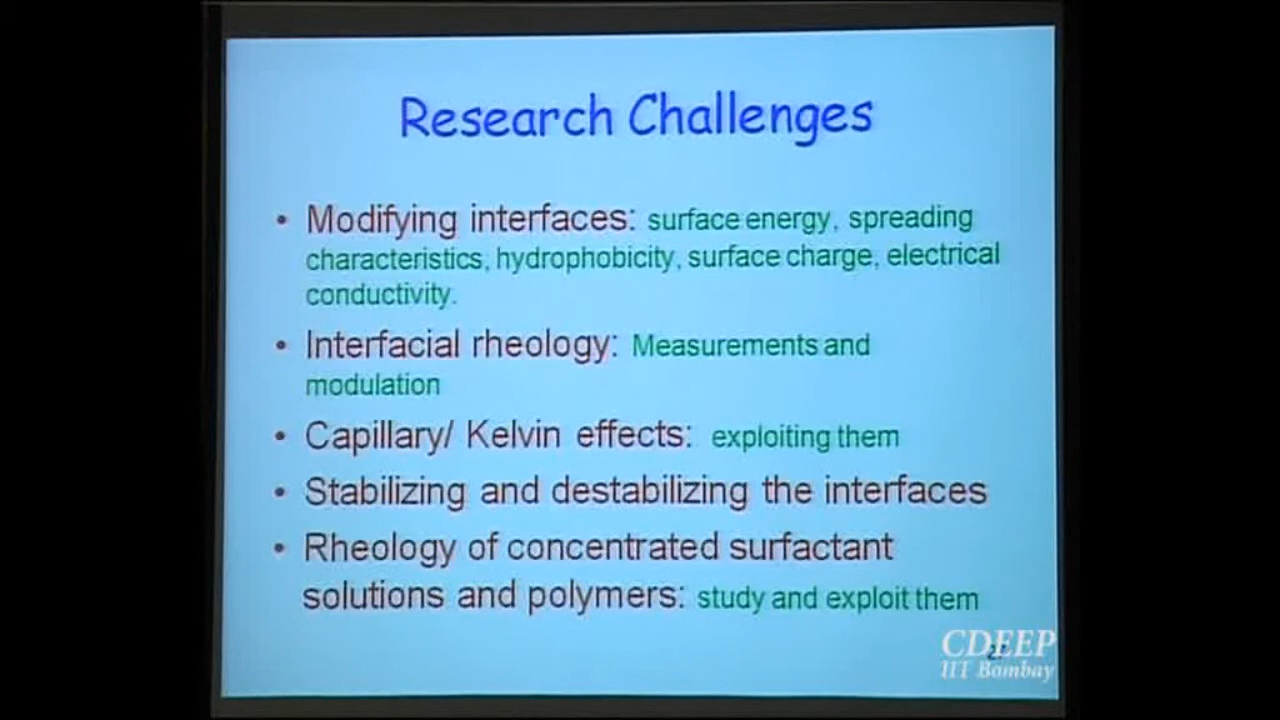 Research Challenges
• Modifying interfaces: surface energy, spreading
characteristics, hydrophobicity, surface charge, electrical
conductivity.
• Interfacial rheology: Measurements and
modulation
• Capillary/ Kelvin effects: exploiting them
• Stabilizing and destabilizing the interfaces
• Rheology of concentrated surfactant
solutions and polymers: study and exploit them
CDEEP
IIT Bombay